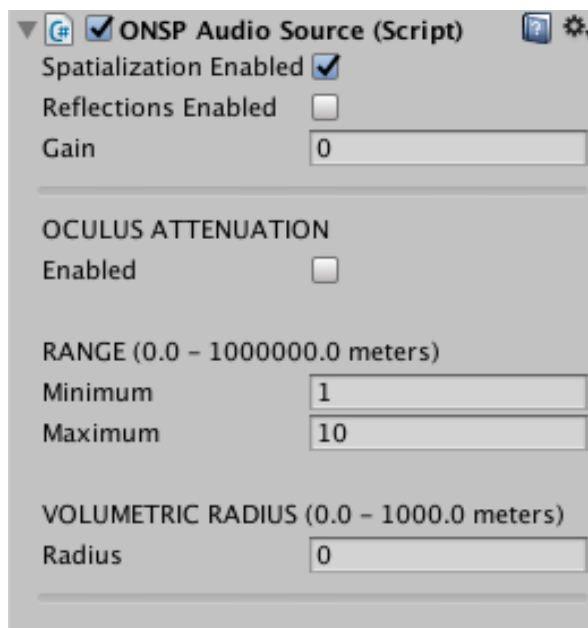 ONSP Audio Source (Script)
Spatialization Enabled
Reflections Enabled
Gain 0
OCULUS ATTENUATION
Enabled
RANGE (0.0 – 1000000.0 meters)
Minimum 1
Maximum 10
VOLUMETRIC RADIUS (0.0 – 1000.0 meters)
Radius 0